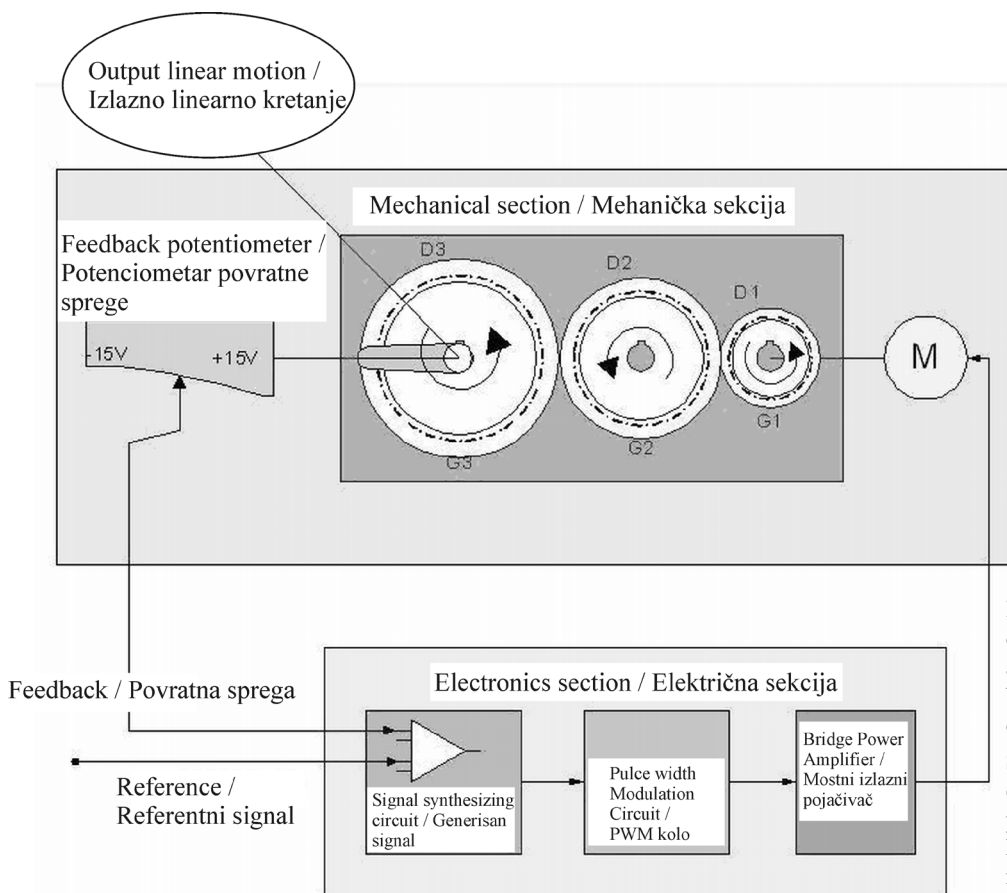 Output linear motion /
Izlazno linearno kretanje
Mechanical section / Mehanička sekcija
Feedback potentiometer /
Potenciometar povratne
sprege
-15V
+15V
D3
D2
D1
G3
G2
G1
M
Feedback / Povratna sprega
Reference /
Referentni signal
Electronics section / Električna sekcija
Signal synthesizing
circuit / Generisan
signal
Pulce width
Modulation
Circuit /
PWM kolo
Bridge Power
Amplifier /
Mostni izlazni
pojačivač